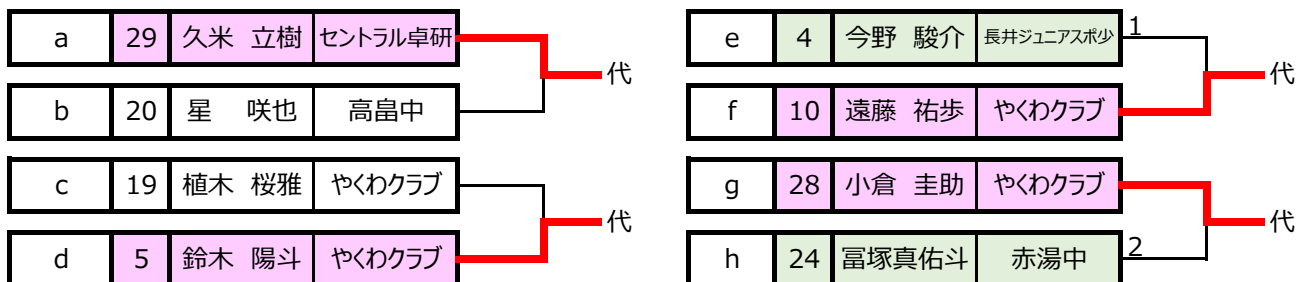 a 29 久米 立樹 セントラル卓研
代
b 20 星 咲也 高畠中
c 19 植木 桜雅 やくわクラブ
代
d 5 鈴木 陽斗 やくわクラブ
e 4 今野 駿介 長井ジュニアスポ少 1
代
f 10 遠藤 祐歩 やくわクラブ
g 28 小倉 圭助 やくわクラブ
代
h 24 冨塚真佑斗 赤湯中 2